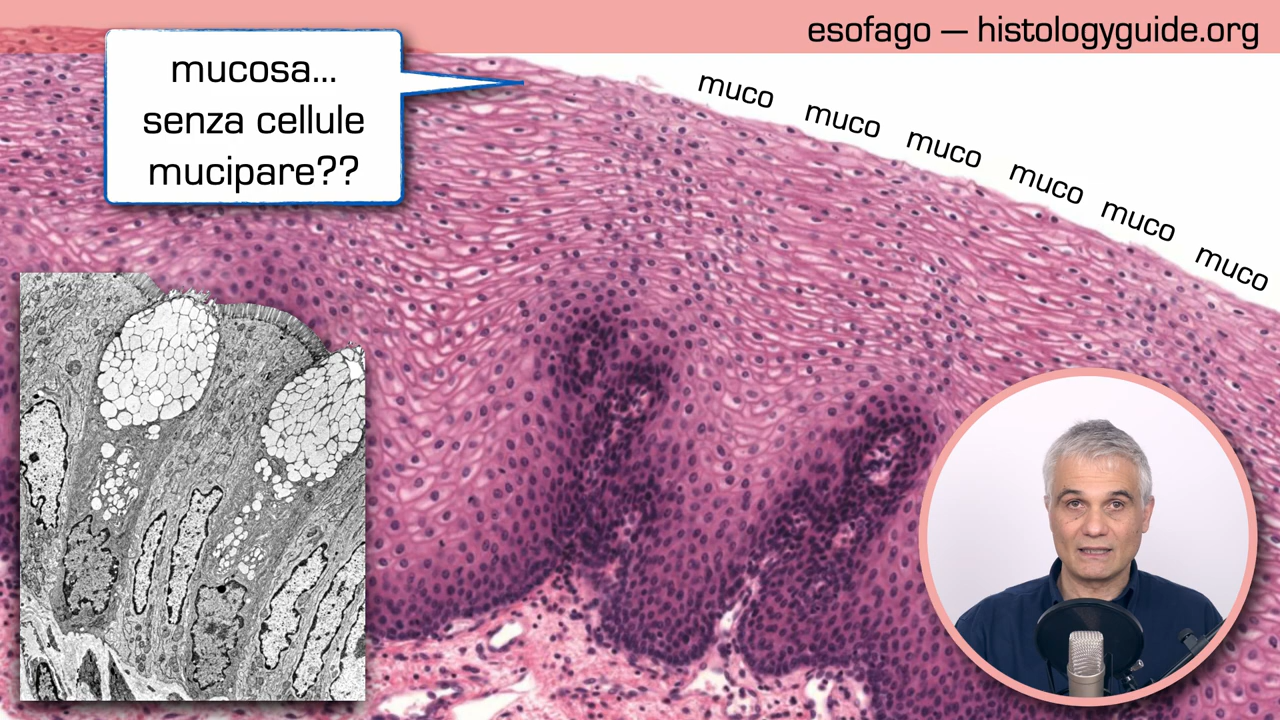 esofago — histologyguide.org
mucosa...
senza cellule
mucipare??
muco muco muco muco muco muco